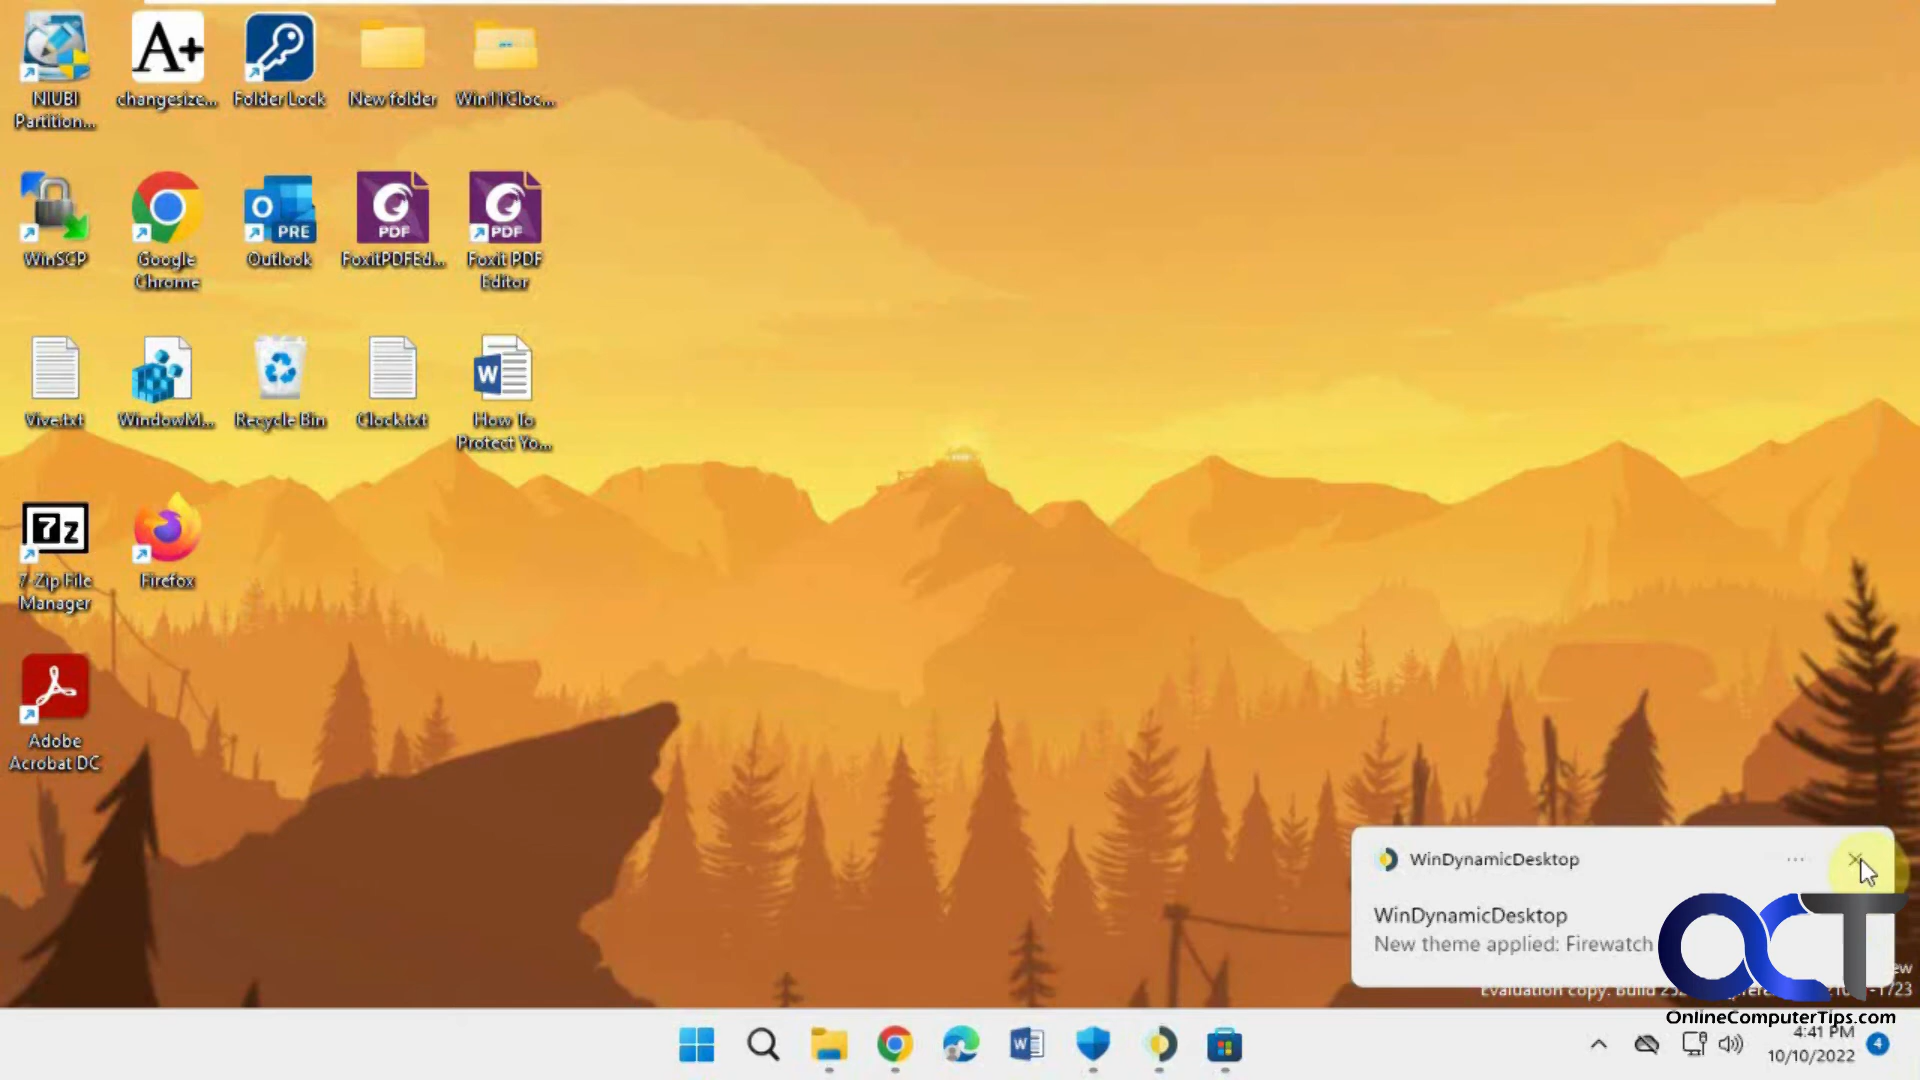 NIUBI
Partition...
changesize...
Folder Lock
New folder
Win11Cloc...
WinSCP
Google
Chrome
Outlook
PRE
PDF
FoxitPDFEd...
PDF
Foxit PDF
Editor
Vive.txt
WindowM...
Recycle Bin
Clock.txt
How To
Protect Yo...
7-Zip File
Manager
Firefox
Adobe
Acrobat DC
WinDynamicDesktop
WinDynamicDesktop
New theme applied: Firewatch
OCT
Evaluation copy. Build
OnlineComputerTips.com
4:41 PM
10/10/2022
4